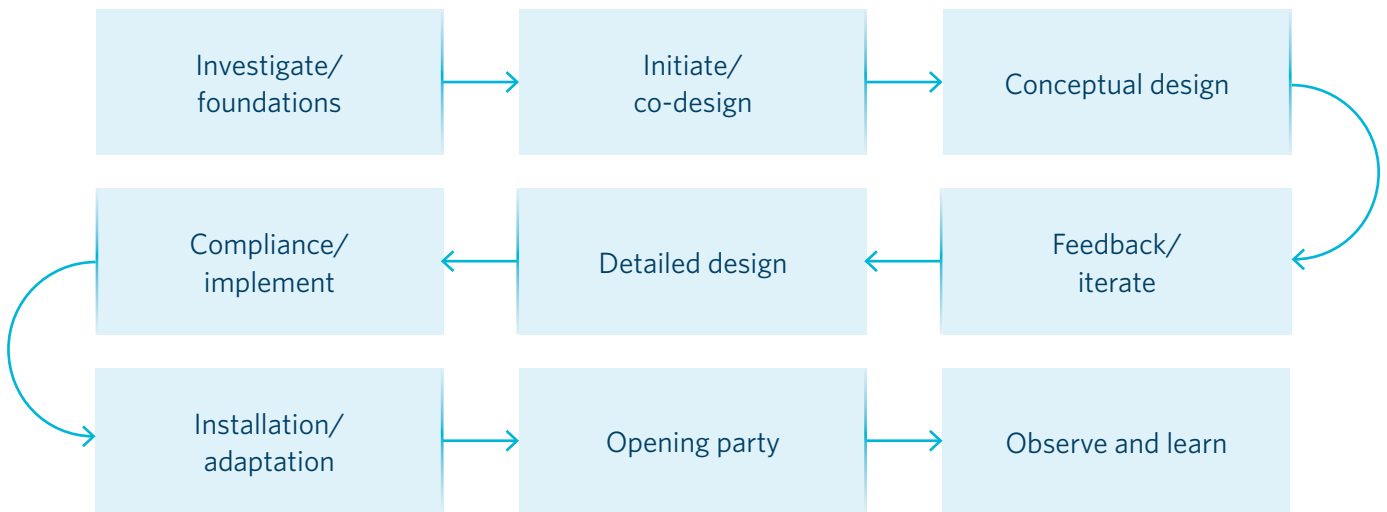 Investigate/
foundations
Initiate/
co-design
Conceptual design
Feedback/
iterate
Detailed design
Compliance/
implement
Installation/
adaptation
Opening party
Observe and learn